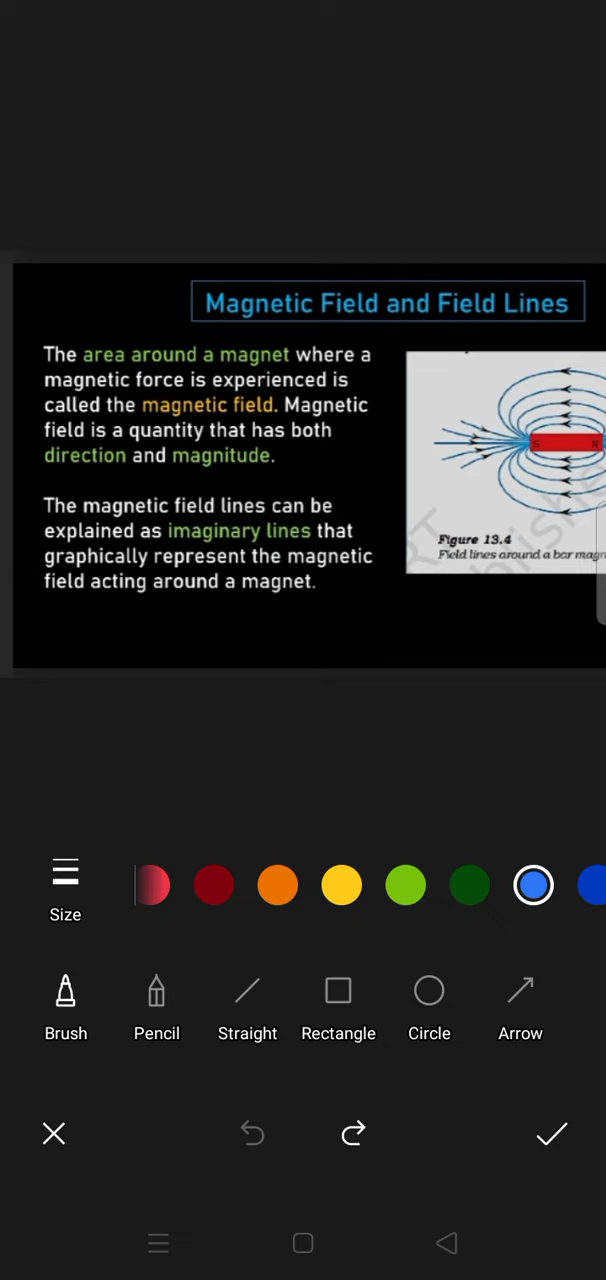 Magnetic Field and Field Lines
The area around a magnet where a
magnetic force is experienced is
called the magnetic field. Magnetic
field is a quantity that has both
direction and magnitude.
The magnetic field lines can be
explained as imaginary lines that
graphically represent the magnetic
field acting around a magnet.
S N
Figure 13.4
Field lines around a bar magn
Size
Brush Pencil Straight Rectangle Circle Arrow